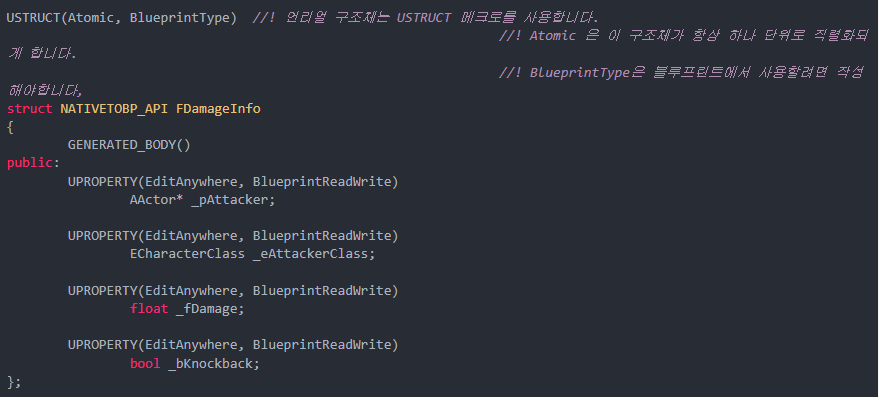 USTRUCT(Atomic, BlueprintType)  //! 언리얼 구조체는 USTRUCT 메크로를 사용합니다.
//! Atomic 은 이 구조체가 항상 하나 단위로 직렬화되
게 합니다.
//! BlueprintType은 블루프린트에서 사용할려면 작성
해야합니다,
struct NATIVETOBP_API FDamageInfo
{
GENERATED_BODY()
public:
UPROPERTY(EditAnywhere, BlueprintReadWrite)
AActor* _pAttacker;
UPROPERTY(EditAnywhere, BlueprintReadWrite)
ECharacterClass _eAttackerClass;
UPROPERTY(EditAnywhere, BlueprintReadWrite)
float _fDamage;
UPROPERTY(EditAnywhere, BlueprintReadWrite)
bool _bKnockback;
};